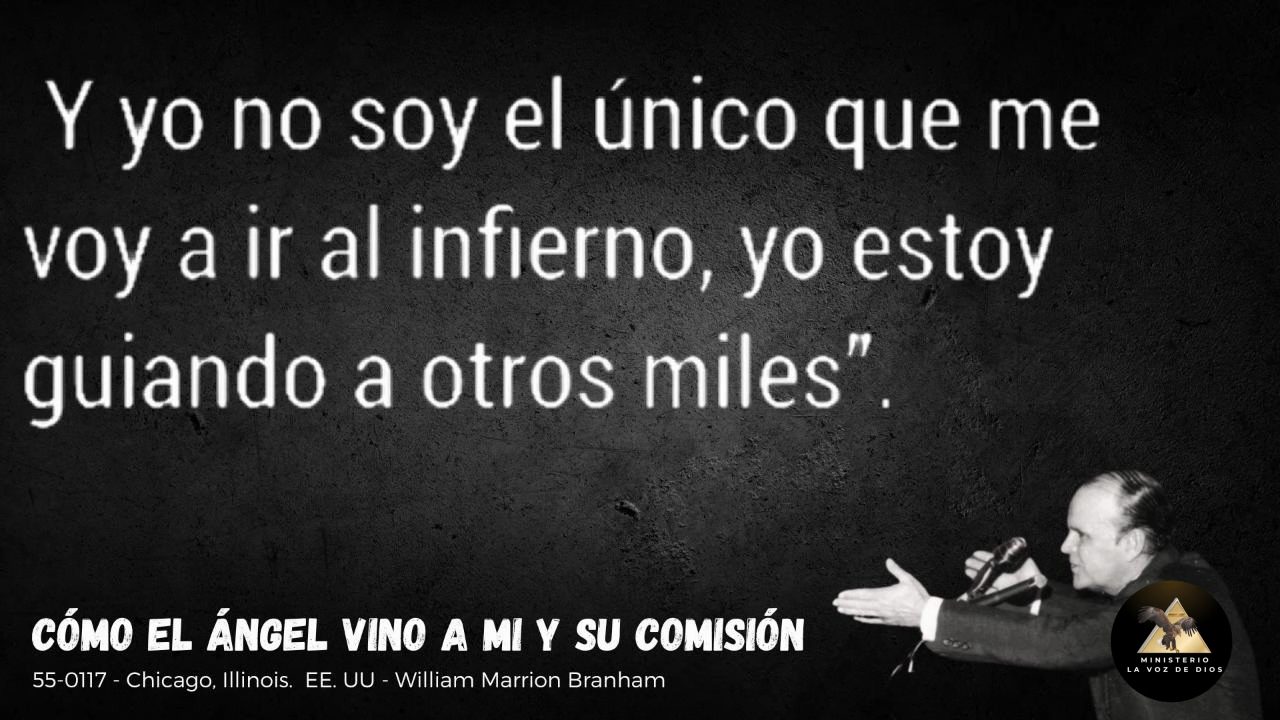 Y yo no soy el único que me
voy a ir al infierno, yo estoy
guiando a otros miles”.
CÓMO EL ÁNGEL VINO A MI Y SU COMISIÓN
55-0117 - Chicago, Illinois.  EE. UU - William Marrion Branham
MINISTERIO
LA VOZ DE DIOS